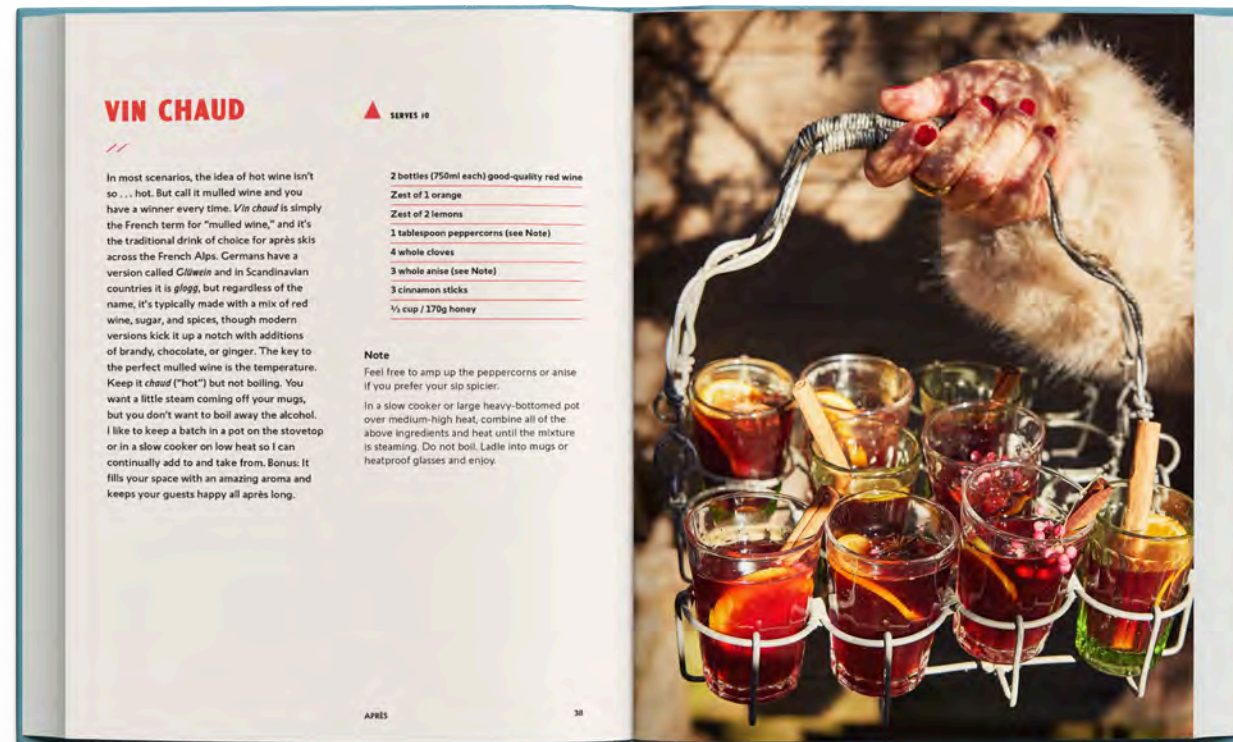 VIN CHAUD
In most scenarios, the idea of hot wine isn't
so . . . hot. But call it mulled wine and you
have a winner every time. Vin chaud is simply
the French term for "mulled wine," and it's
the traditional drink of choice for après skis
across the French Alps. Germans have a
version called Glüwein and in Scandinavian
countries it is glogg, but regardless of the
name, it's typically made with a mix of red
wine, sugar, and spices, though modern
versions kick it up a notch with additions
of brandy, chocolate, or ginger. The key to
the perfect mulled wine is the temperature.
Keep it chaud ("hot") but not boiling. You
want a little steam coming off your mugs,
but you don't want to boil away the alcohol.
I like to keep a batch in a pot on the stovetop
or in a slow cooker on low heat so I can
continually add to and take from. Bonus: It
fills your space with an amazing aroma and
keeps your guests happy all après long.
SERVES 10
2 bottles (750ml each) good-quality red wine
Zest of 1 orange
Zest of 2 lemons
1 tablespoon peppercorns (see Note)
4 whole cloves
3 whole anise (see Note)
3 cinnamon sticks
½ cup / 170g honey
Note
Feel free to amp up the peppercorns or anise
if you prefer your sip spicier.
In a slow cooker or large heavy-bottomed pot
over medium-high heat, combine all of the
above ingredients and heat until the mixture
is steaming. Do not boil. Ladle into mugs or
heatproof glasses and enjoy.
APRÈS
38